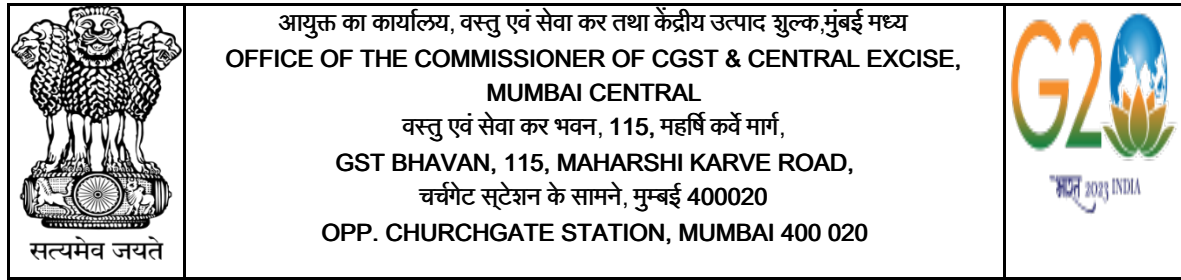 सत्यमेव जयते
आयुक्त का कार्यालय, वस्तु एवं सेवा कर तथा केंद्रीय उत्पाद शुल्क,मुंबई मध्य
OFFICE OF THE COMMISSIONER OF CGST & CENTRAL EXCISE,
MUMBAI CENTRAL
वस्तु एवं सेवा कर भवन, 115, महर्षि कर्वे मार्ग,
GST BHAVAN, 115, MAHARSHI KARVE ROAD,
चर्चगेट स्टेशन के सामने, मुम्बई 400020
OPP. CHURCHGATE STATION, MUMBAI 400 020
G20
भारत 2023 INDIA